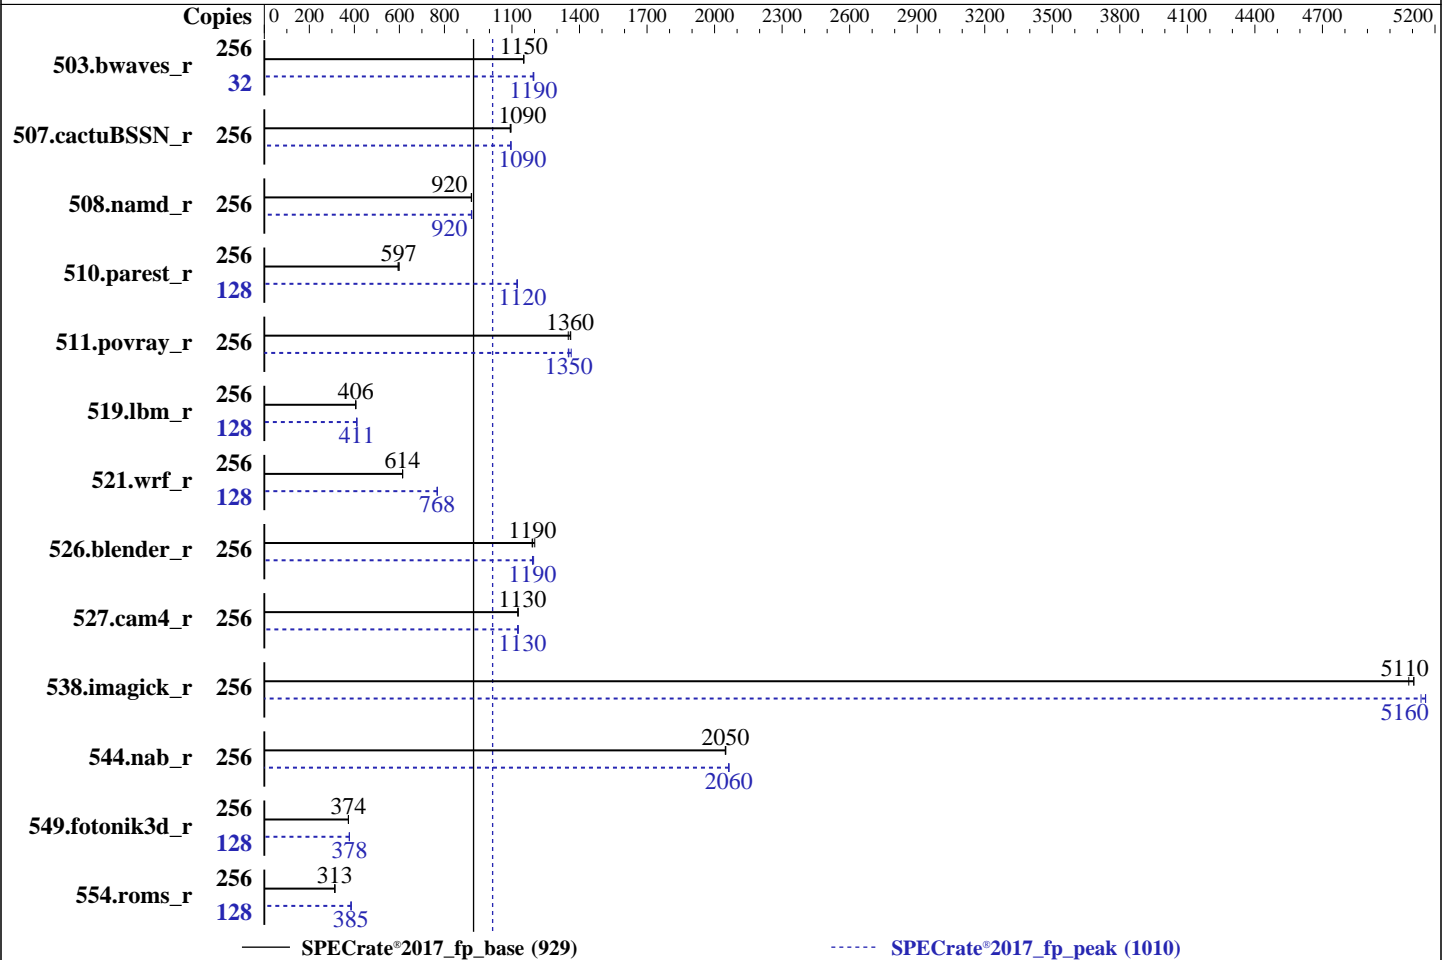 Copies 0 200 400 600 800 1100 1400 1700 2000 2300 2600 2900 3200 3500 3800 4100 4400 4700 5200
503.bwaves_r 256 1150
32 1190
507.cactuBSSN_r 256 1090
1090
508.namd_r 256 920
920
510.parest_r 256 597
128 1120
511.povray_r 256 1360
1350
519.lbm_r 256 406
128 411
521.wrf_r 256 614
128 768
526.blender_r 256 1190
1190
527.cam4_r 256 1130
1130
538.imagick_r 256 5110
5160
544.nab_r 256 2050
2060
549.fotonik3d_r 256 374
128 378
554.roms_r 256 313
128 385
SPECrate®2017_fp_base (929) SPECrate®2017_fp_peak (1010)